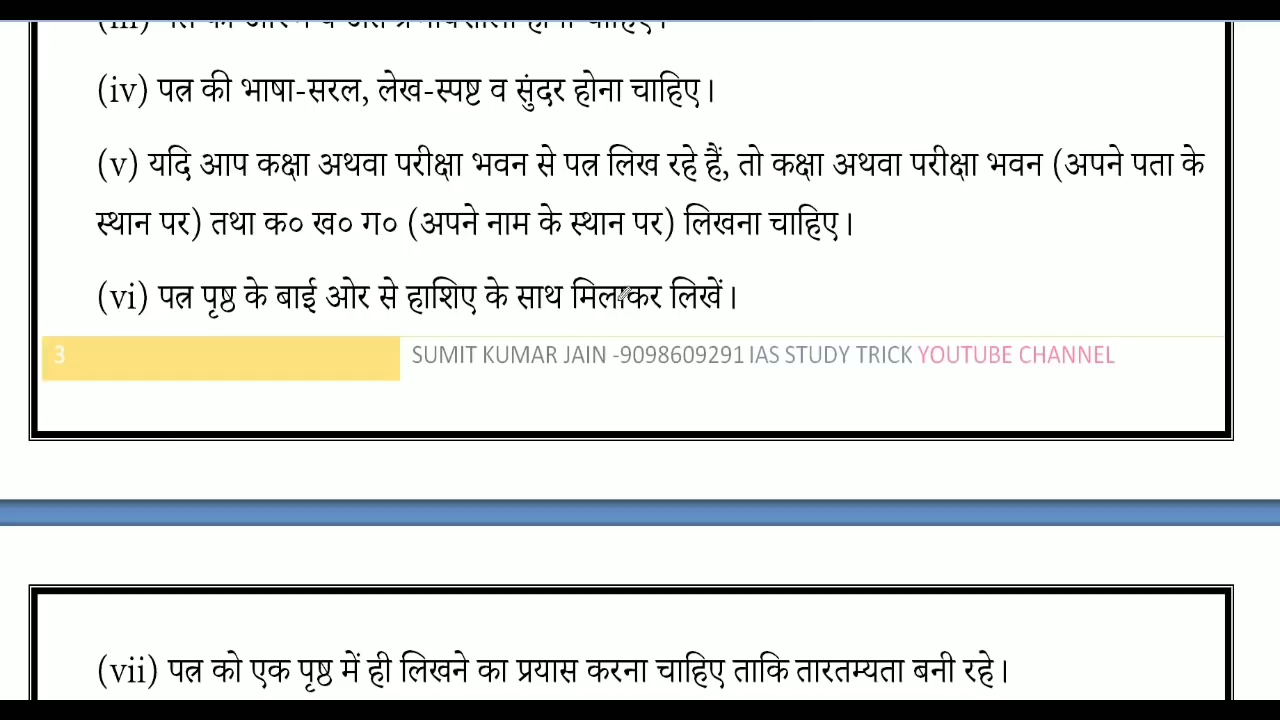 (iv) पत्र की भाषा-सरल, लेख-स्पष्ट व सुंदर होना चाहिए।
(v) यदि आप कक्षा अथवा परीक्षा भवन से पत्र लिख रहे हैं, तो कक्षा अथवा परीक्षा भवन (अपने पता के
स्थान पर) तथा क० ख० ग० (अपने नाम के स्थान पर) लिखना चाहिए।
(vi) पत्र पृष्ठ के बाई ओर से हाशिए के साथ मिलाकर लिखें।
3 SUMIT KUMAR JAIN -9098609291 IAS STUDY TRICK YOUTUBE CHANNEL
(vii) पत्र को एक पृष्ठ में ही लिखने का प्रयास करना चाहिए ताकि तारतम्यता बनी रहे।